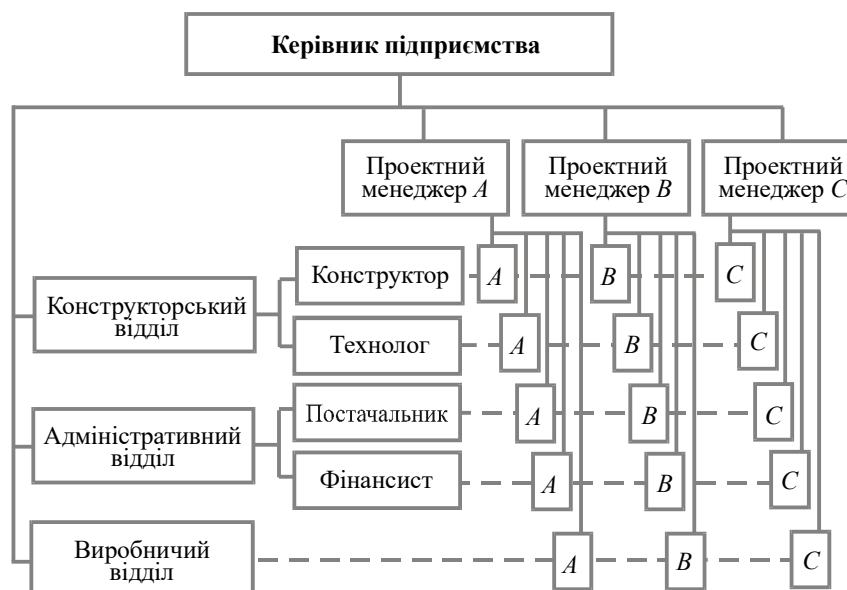 Керівник підприємства
Проектний
менеджер A
Проектний
менеджер B
Проектний
менеджер C
Конструкторський
відділ
Конструктор
A
B
C
Технолог
A
B
C
Адміністративний
відділ
Постачальник
A
B
C
Фінансист
A
B
C
Виробничий
відділ
A
B
C